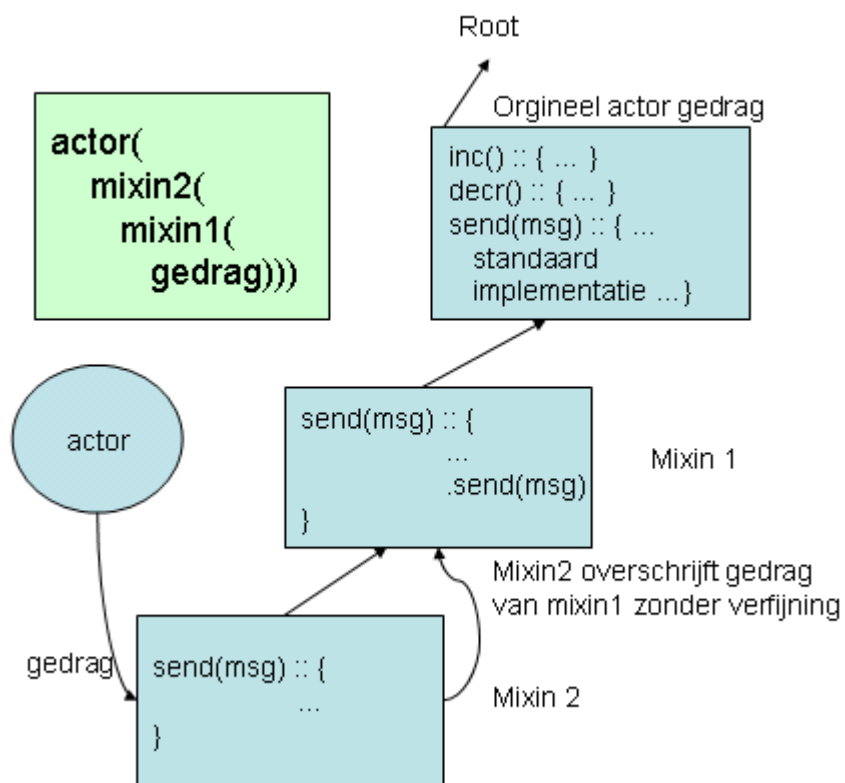 Root
actor(
mixin2(
mixin1(
gedrag)))
Orgineel actor gedrag
inc() :: { ... }
decr() :: { ... }
send(msg) :: { ...
standaard
implementatie ... }
actor
send(msg) :: {
...
.send(msg)
}
Mixin 1
Mixin2 overschrijft gedrag
van mixin1 zonder verfijning
gedrag
send(msg) :: {
...
}
Mixin 2